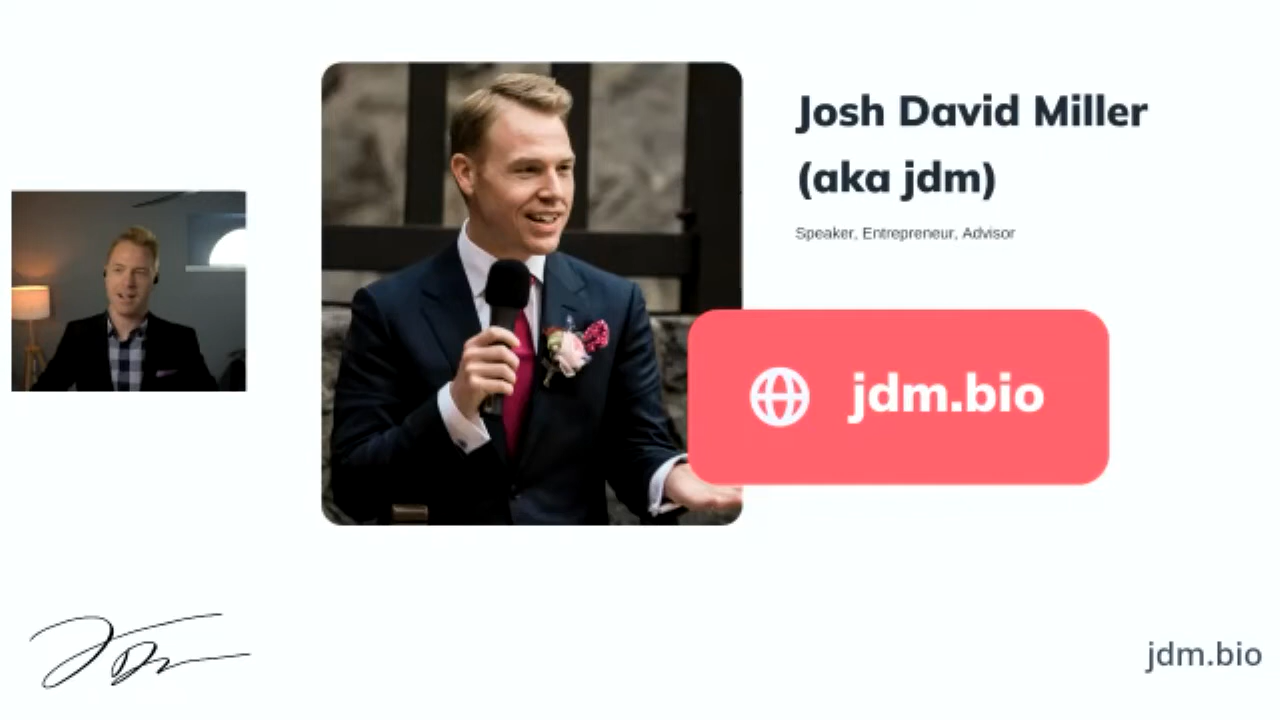 Josh David Miller
(aka jdm)
Speaker, Entrepreneur, Advisor
jdm.bio
jdm.bio